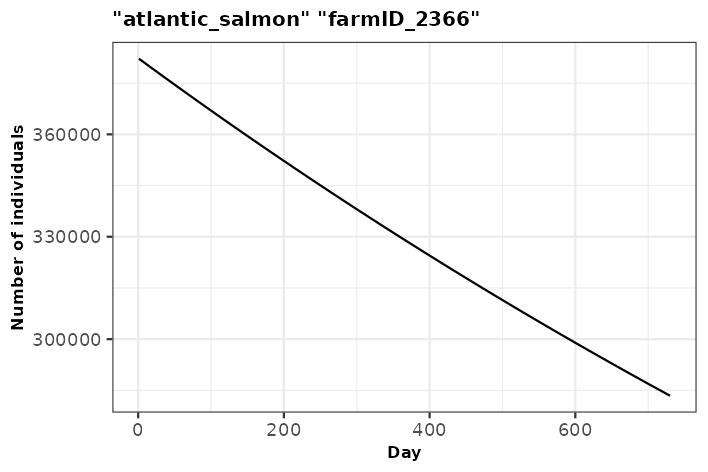 "atlantic_salmon" "farmID_2366"
Number of individuals
360000
330000
300000
0 200 400 600
Day